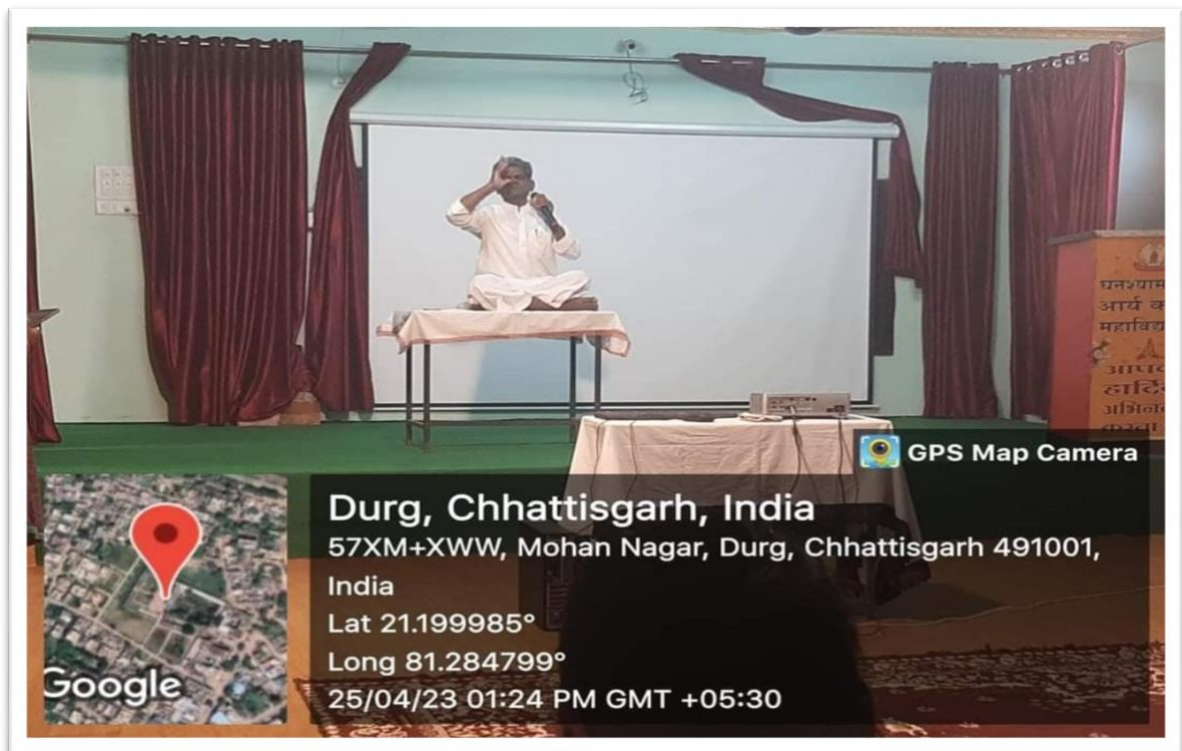 घनश्याम
आर्य
आपका
हार्दिक
GPS Map Camera
Durg, Chhattisgarh, India
57XM+XWW, Mohan Nagar, Durg, Chhattisgarh 491001,
India
Lat 21.199985°
Long 81.284799°
25/04/23 01:24 PM GMT +05:30
Google